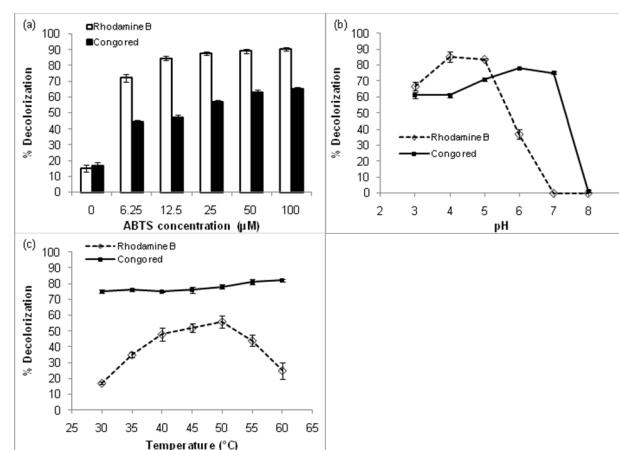 (a)
Rhodamine B
Congored
% Decolorization
100
90
80
70
60
50
40
30
20
10
0
0 6.25 12.5 25 50 100
ABTS concentration (µM)
(b)
% Decolorization
100
90
80
70
60
50
40
30
20
10
0
Rhodamine B
Congored
2 3 4 5 6 7 8
pH
(c)
Rhodamine B
Congored
% Decolorization
100
90
80
70
60
50
40
30
20
10
0
25 30 35 40 45 50 55 60 65
Temperature (°C)